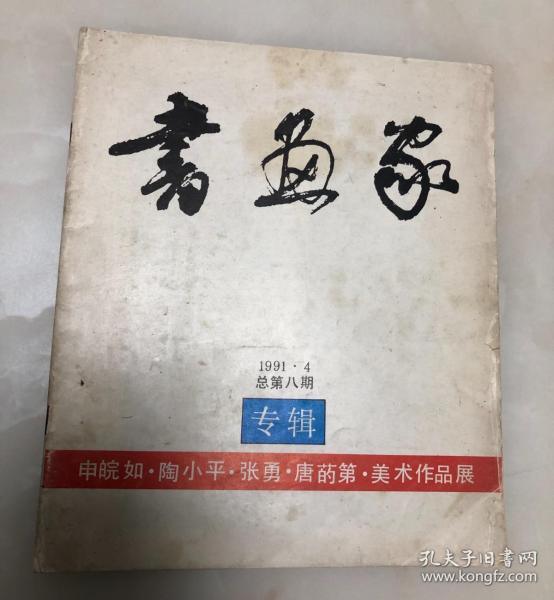 書畫家
1991·4
总第八期
专辑
申皖如·陶小平·张勇·唐药第·美术作品展
孔夫子旧书网
www.kongfz.com